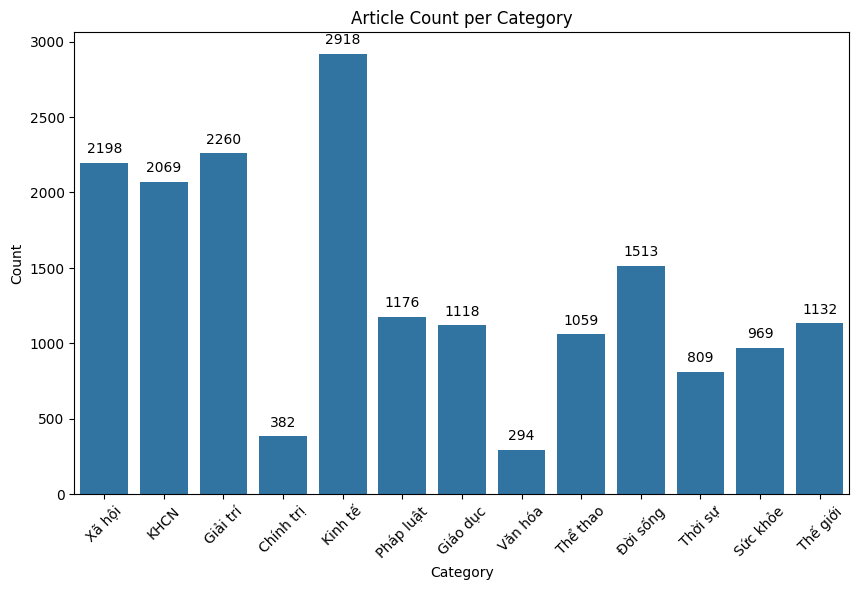 Article Count per Category
3000
2918
2500
2260
2198
2069
2000
1513
1500
1176
1118
1132
1059
1000
969
809
500
382
294
0
Count
Xã hội
KHCN
Giải trí
Chính trị
Kinh tế
Pháp luật
Giáo dục
Văn hóa
Thể thao
Đời sống
Thời sự
Sức khỏe
Thế giới
Category